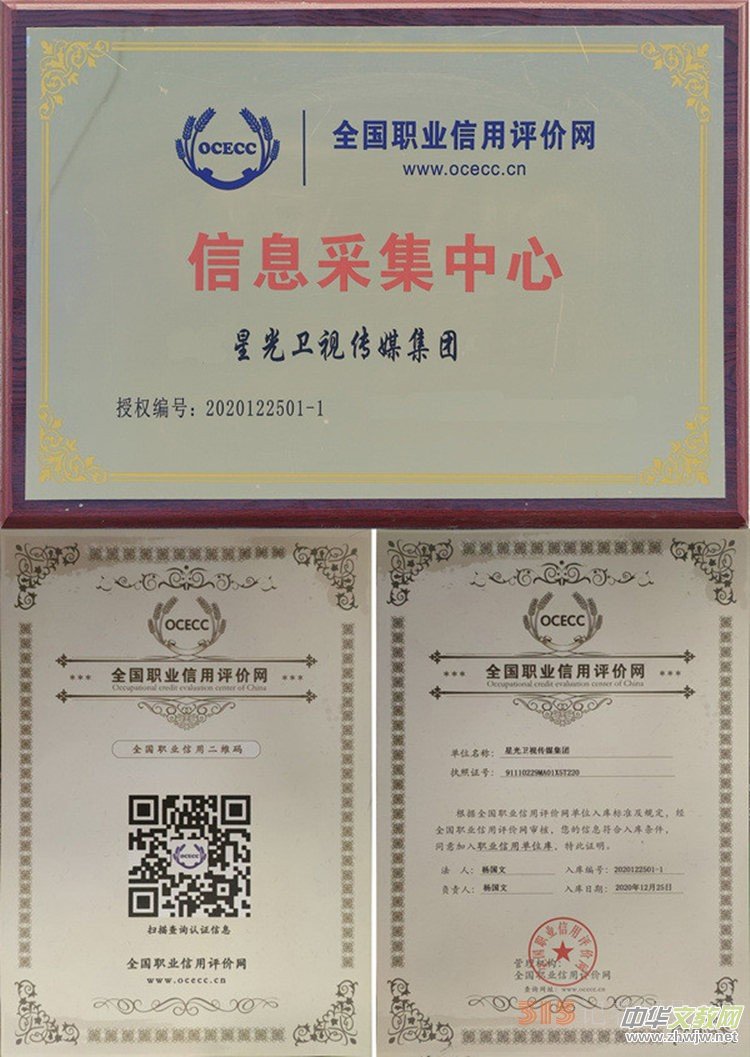 OCECC
全国职业信用评价网
www.ocecc.cn
信息采集中心
星光卫视传媒集团
授权编号：2020122501-1
OCECC
全国职业信用评价网
Occupational credit evaluation center of China
全国职业信用二维码
OCECC
扫描查询认证信息
全国职业信用评价网
www.ocecc.cn
OCECC
全国职业信用评价网
Occupational credit evaluation center of China
单位名称：星光卫视传媒集团
执照证号：91110229MA01X5T220
根据全国职业信用评价网单位入库标准及规定，经
全国职业信用评价网审核，您的信息符合入库条件，
同意加入职业信用单位库。特此证明。
法 人：杨国文 入库编号：2020122501-1
负责人：杨国文 入库日期：2020年12月25日
管理机构：
全国职业信用评价网
查询网址：www.ocecc.cn
中华文教网
www.zhwjw.net